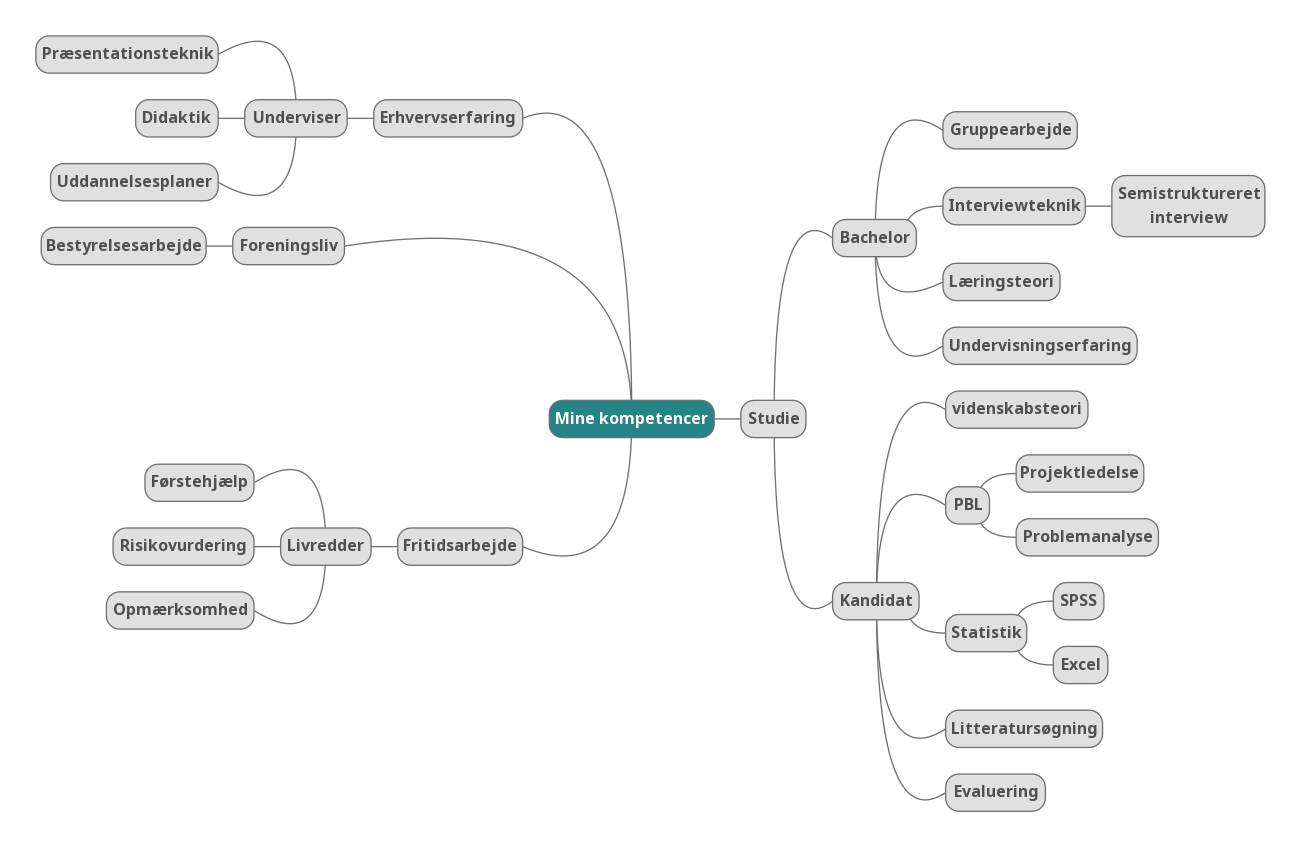 Mine kompetencer
Erhvervserfaring
Underviser
Præsentationsteknik
Didaktik
Uddannelsesplaner
Foreningsliv
Bestyrelsesarbejde
Fritidsarbejde
Livredder
Førstehjælp
Risikovurdering
Opmærksomhed
Studie
Bachelor
Gruppearbejde
Interviewteknik
Semistruktureret
interview
Læringsteori
Undervisningserfaring
Kandidat
videnskabsteori
PBL
Projektledelse
Problemanalyse
Statistik
SPSS
Excel
Litteratursøgning
Evaluering